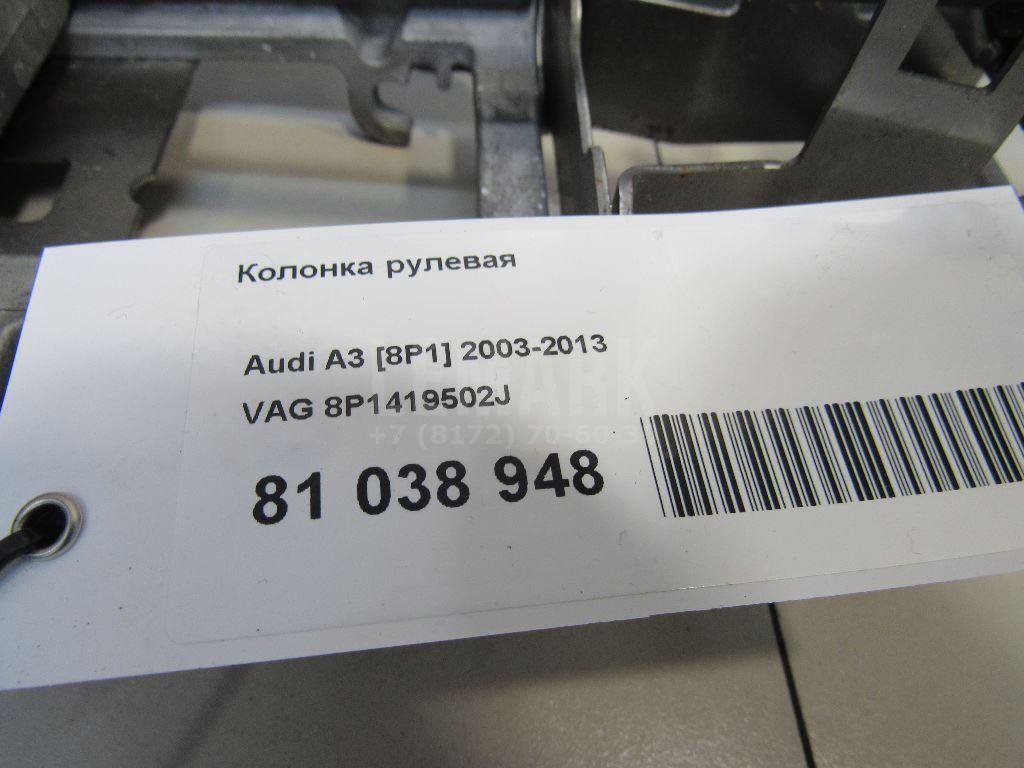 Колонка рулевая
Audi A3 [8P1] 2003-2013
VAG 8P1419502J
81 038 948